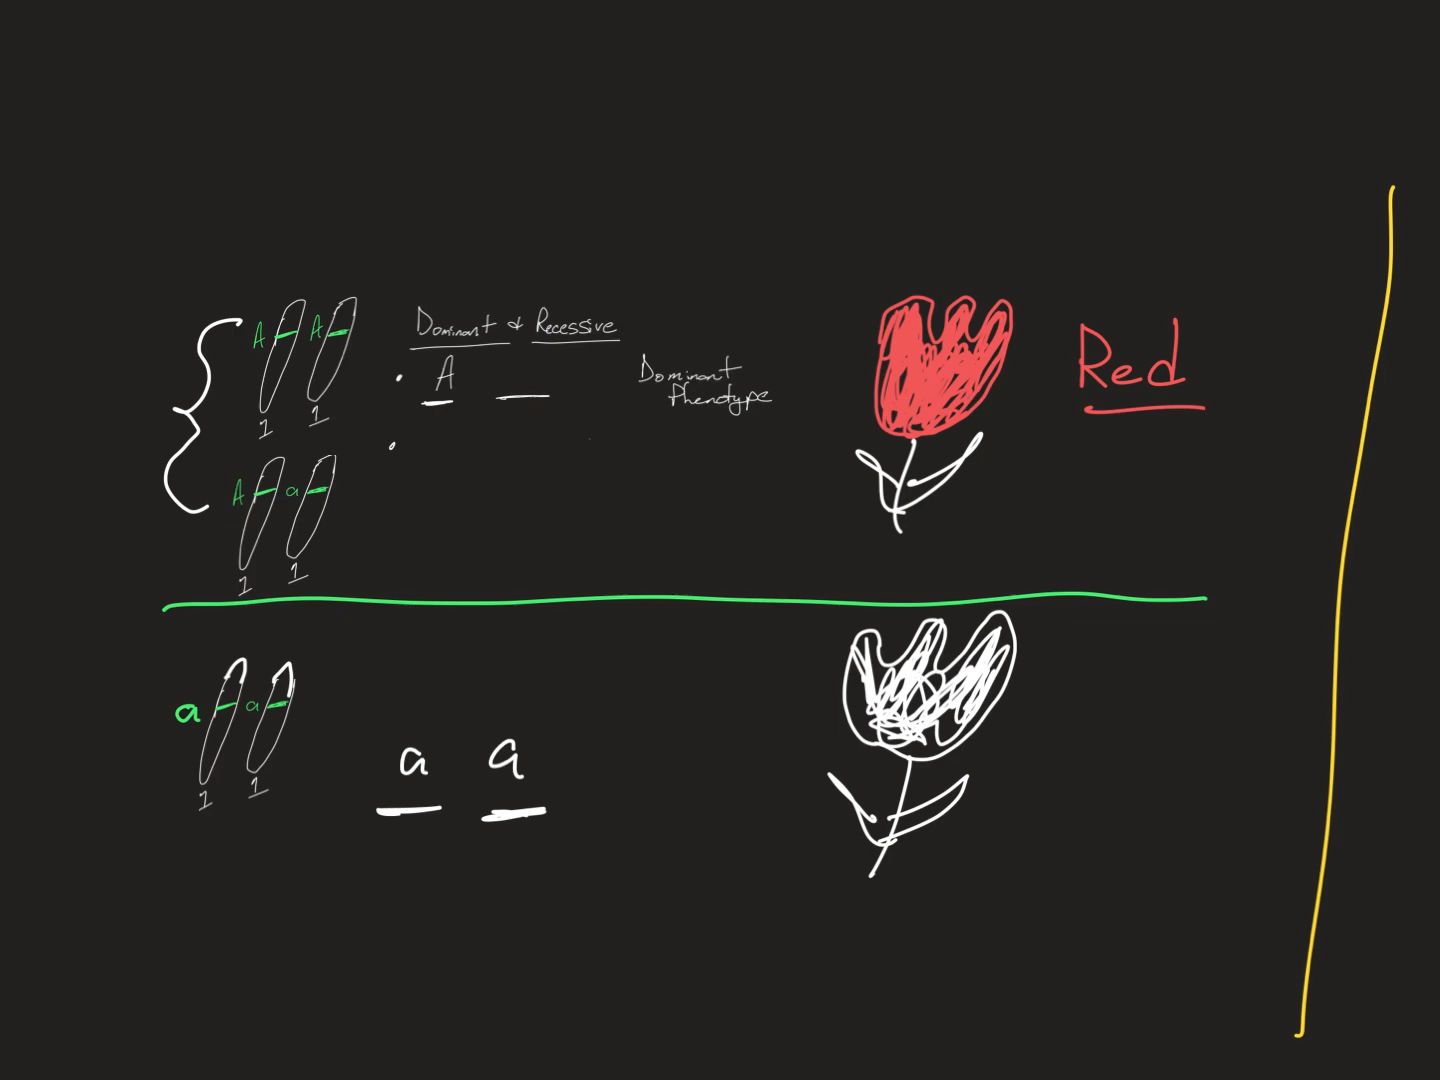 A A
Dominant & Recessive
A
Dominant
Phenotype
Red
1 1
A a
1 1
a a
a a
1 1